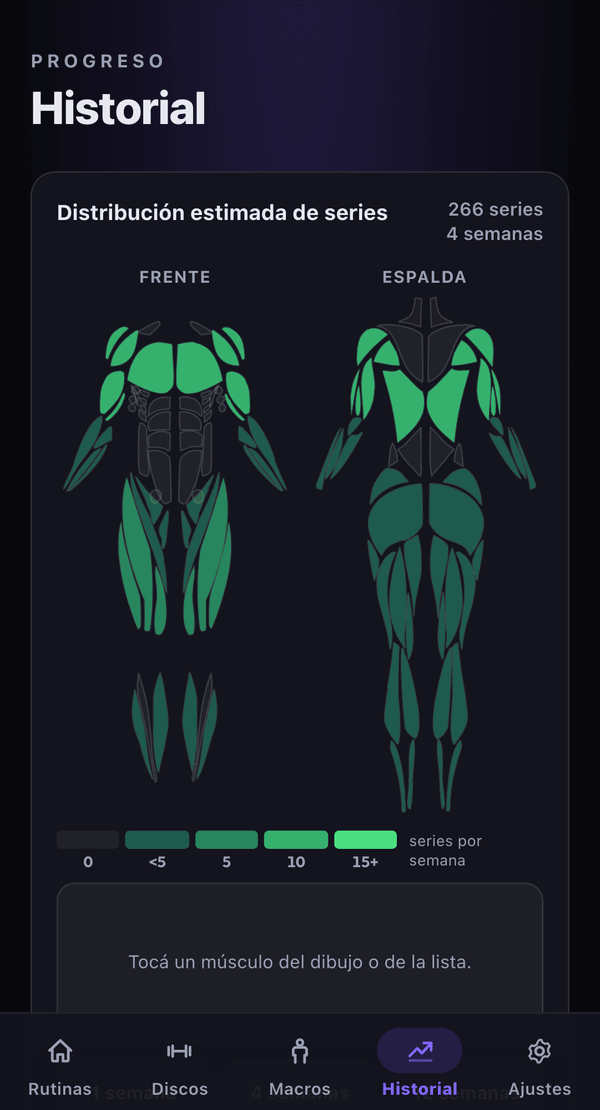 PROGRESO
Historial
Distribución estimada de series
266 series
4 semanas
FRENTE
ESPALDA
0
<5
5
10
15+
series por
semana
Tocá un músculo del dibujo o de la lista.
Rutinas
Discos
Macros
Historial
Ajustes